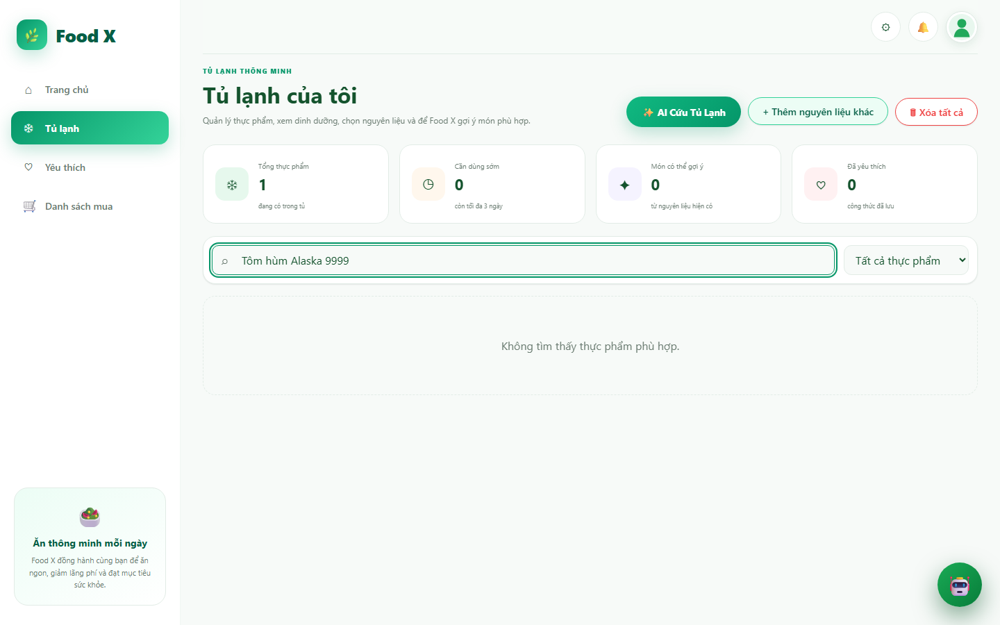 Food X
Trang chủ
Tủ lạnh
Yêu thích
Danh sách mua
Ăn thông minh mỗi ngày
Food X đồng hành cùng bạn để ăn
ngon, giảm lãng phí và đạt mục tiêu
sức khỏe.
TỦ LẠNH THÔNG MINH
Tủ lạnh của tôi
Quản lý thực phẩm, xem dinh dưỡng, chọn nguyên liệu và để Food X gợi ý món phù hợp.
AI Cứu Tủ Lạnh
+ Thêm nguyên liệu khác
Xóa tất cả
Tổng thực phẩm
1
đang có trong tủ
Cần dùng sớm
0
còn tối đa 3 ngày
Món có thể gợi ý
0
từ nguyên liệu hiện có
Đã yêu thích
0
công thức đã lưu
Tôm hùm Alaska 9999
Tất cả thực phẩm
Không tìm thấy thực phẩm phù hợp.